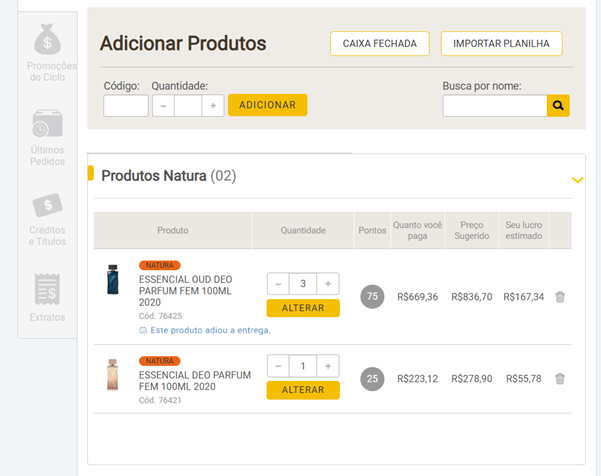 Promoções
do Ciclo
Últimos
Pedidos
Créditos
e Títulos
Extratos
Adicionar Produtos
CAIXA FECHADA
IMPORTAR PLANILHA
Código:
Quantidade:
Busca por nome:
− +
ADICIONAR
Produtos Natura (02)
Produto
Quantidade
Pontos
Quanto você
paga
Preço
Sugerido
Seu lucro
estimado
NATURA
ESSENCIAL OUD DEO
PARFUM FEM 100ML
2020
Cód. 76425
Este produto adiou a entrega.
− 3 +
ALTERAR
75
R$669,36
R$836,70
R$167,34
NATURA
ESSENCIAL DEO PARFUM
FEM 100ML 2020
Cód. 76421
− 1 +
ALTERAR
25
R$223,12
R$278,90
R$55,78